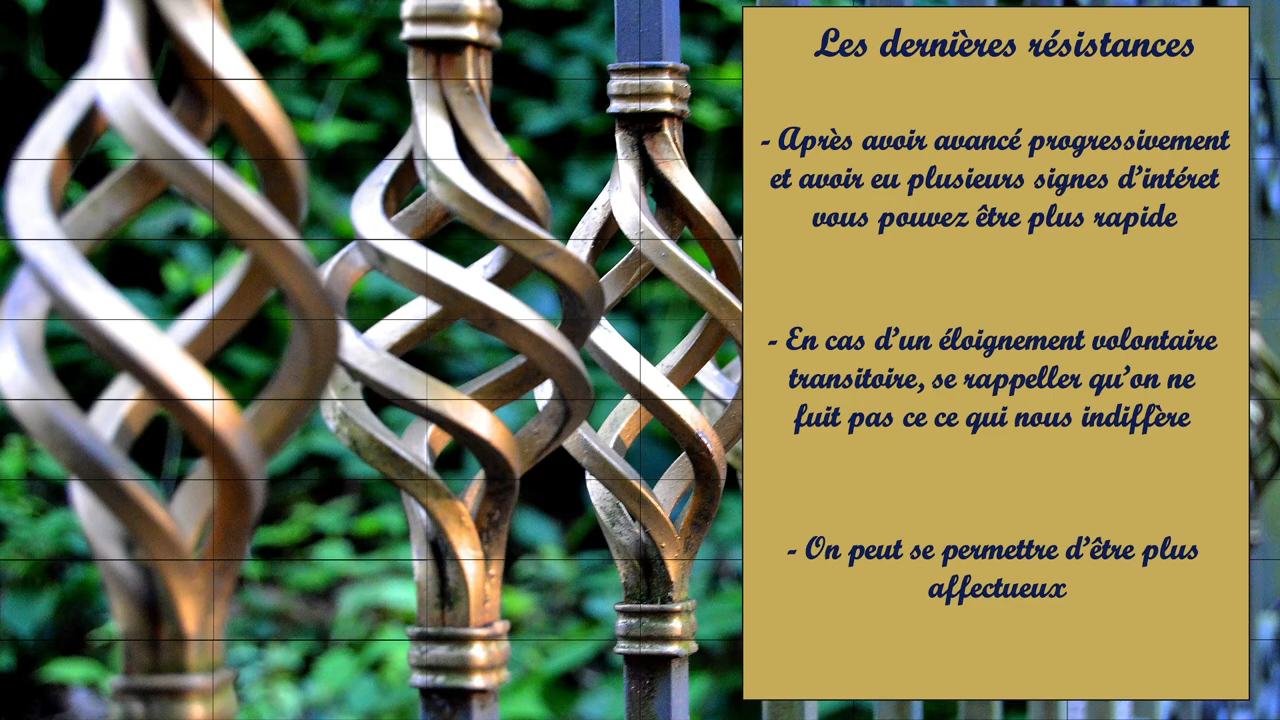 Les dernières résistances
- Après avoir avancé progressivement
et avoir eu plusieurs signes d'intéret
vous pouvez être plus rapide
- En cas d'un éloignement volontaire
transitoire, se rappeller qu'on ne
fuit pas ce ce qui nous indiffère
- On peut se permettre d'être plus
affectueux